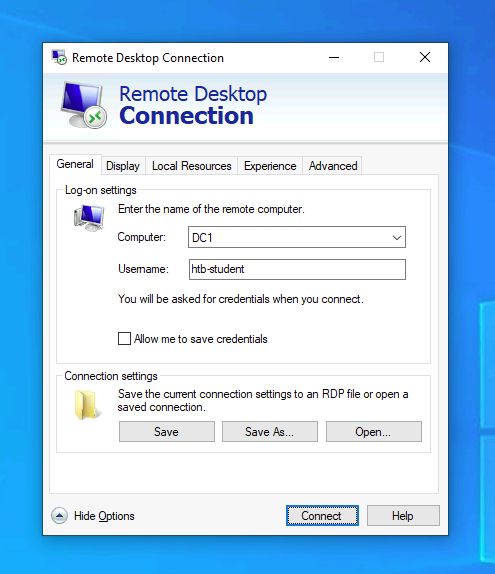 Remote Desktop Connection
Remote Desktop
Connection
General Display Local Resources Experience Advanced
Log-on settings
Enter the name of the remote computer.
Computer: DC1
Username: htb-student
You will be asked for credentials when you connect.
Allow me to save credentials
Connection settings
Save the current connection settings to an RDP file or open a
saved connection.
Save Save As... Open...
Hide Options Connect Help